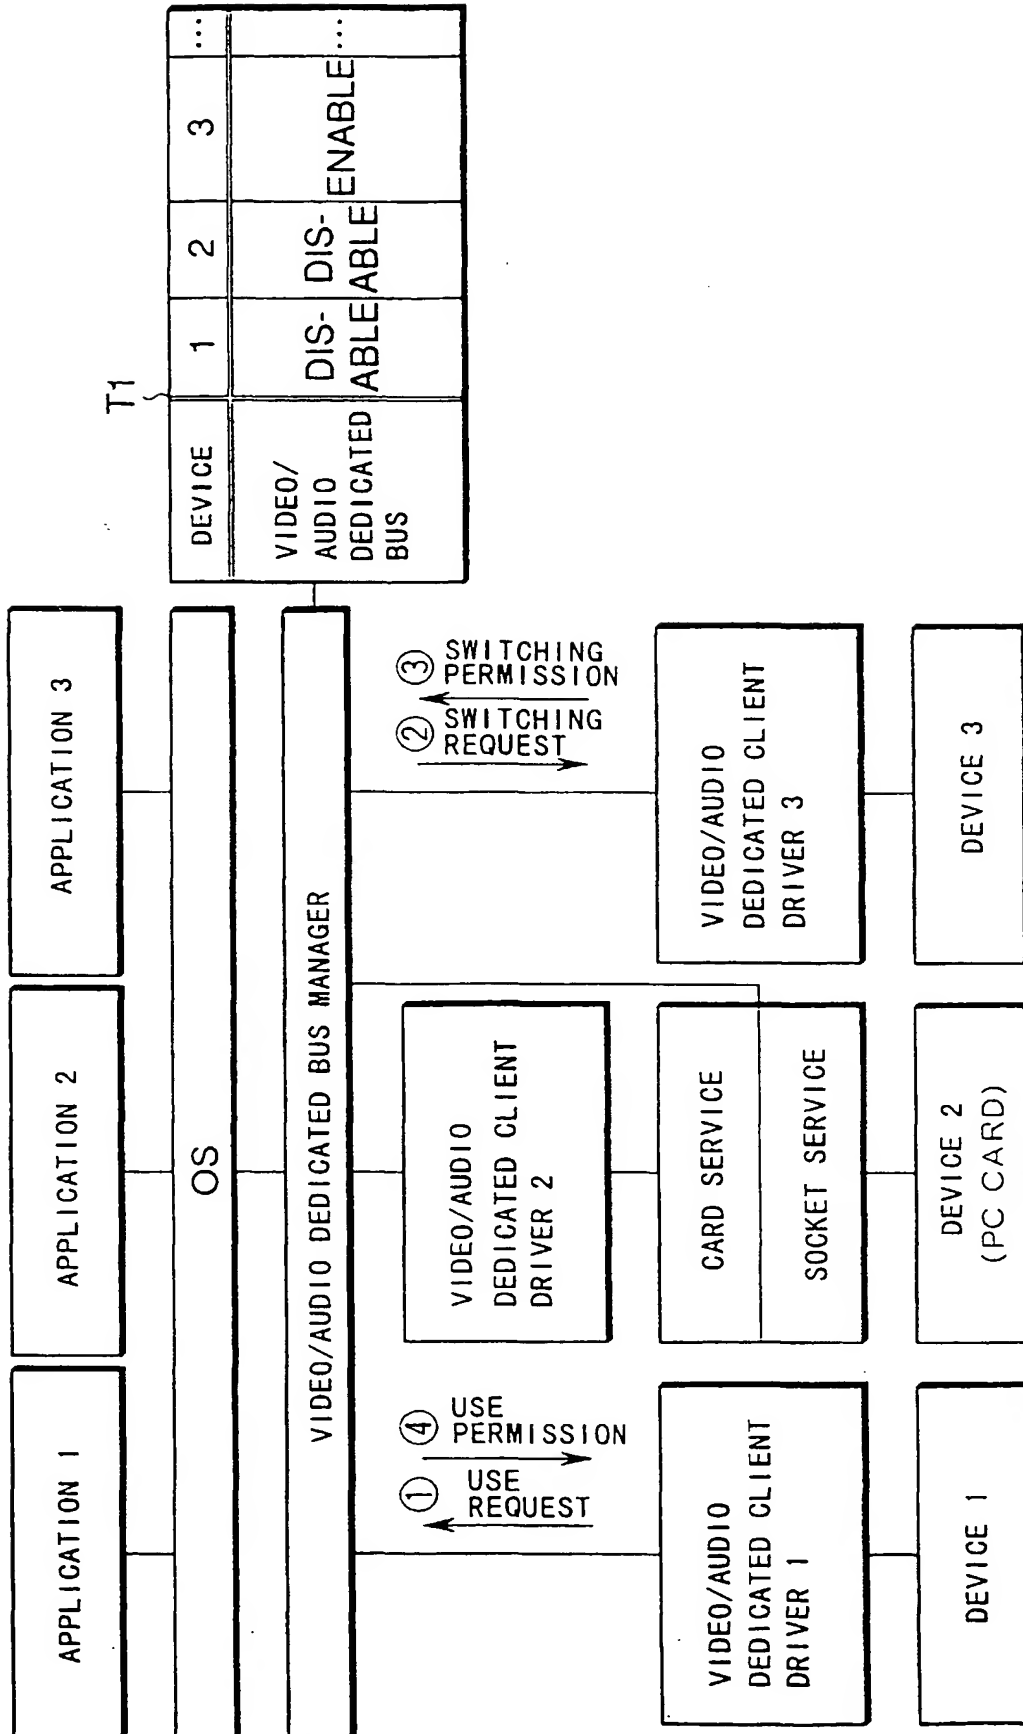 APPLICATION 1
APPLICATION 2
APPLICATION 3
OS
VIDEO/AUDIO DEDICATED BUS MANAGER
T1
DEVICE
1
2
3
...
VIDEO/
AUDIO
DEDICATED
BUS
DIS-
ABLE
DIS-
ABLE
ENABLE
...
① USE
REQUEST
④ USE
PERMISSION
② SWITCHING
REQUEST
③ SWITCHING
PERMISSION
VIDEO/AUDIO
DEDICATED CLIENT
DRIVER 1
VIDEO/AUDIO
DEDICATED CLIENT
DRIVER 2
VIDEO/AUDIO
DEDICATED CLIENT
DRIVER 3
CARD SERVICE
SOCKET SERVICE
DEVICE 1
DEVICE 2
(PC CARD)
DEVICE 3